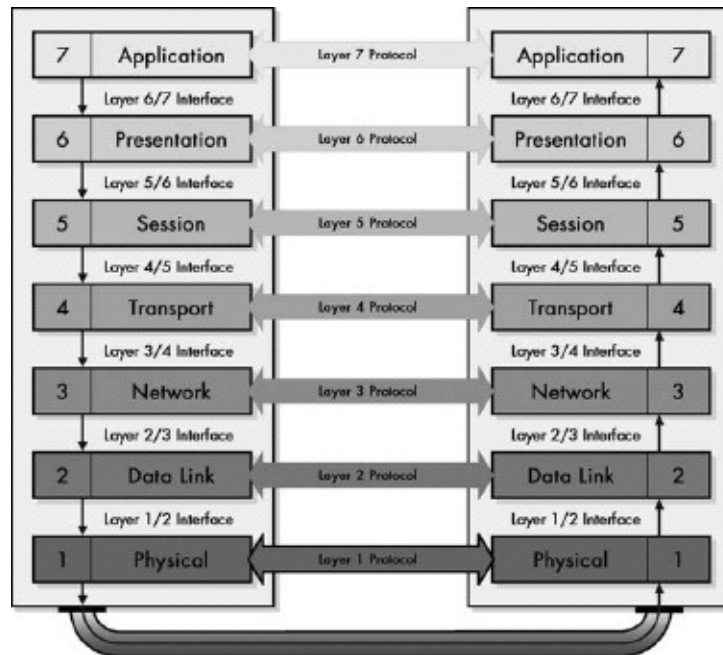 7 Application Layer 7 Protocol Application 7
Layer 6/7 Interface Layer 6/7 Interface
6 Presentation Layer 6 Protocol Presentation 6
Layer 5/6 Interface Layer 5/6 Interface
5 Session Layer 5 Protocol Session 5
Layer 4/5 Interface Layer 4/5 Interface
4 Transport Layer 4 Protocol Transport 4
Layer 3/4 Interface Layer 3/4 Interface
3 Network Layer 3 Protocol Network 3
Layer 2/3 Interface Layer 2/3 Interface
2 Data Link Layer 2 Protocol Data Link 2
Layer 1/2 Interface Layer 1/2 Interface
1 Physical Layer 1 Protocol Physical 1